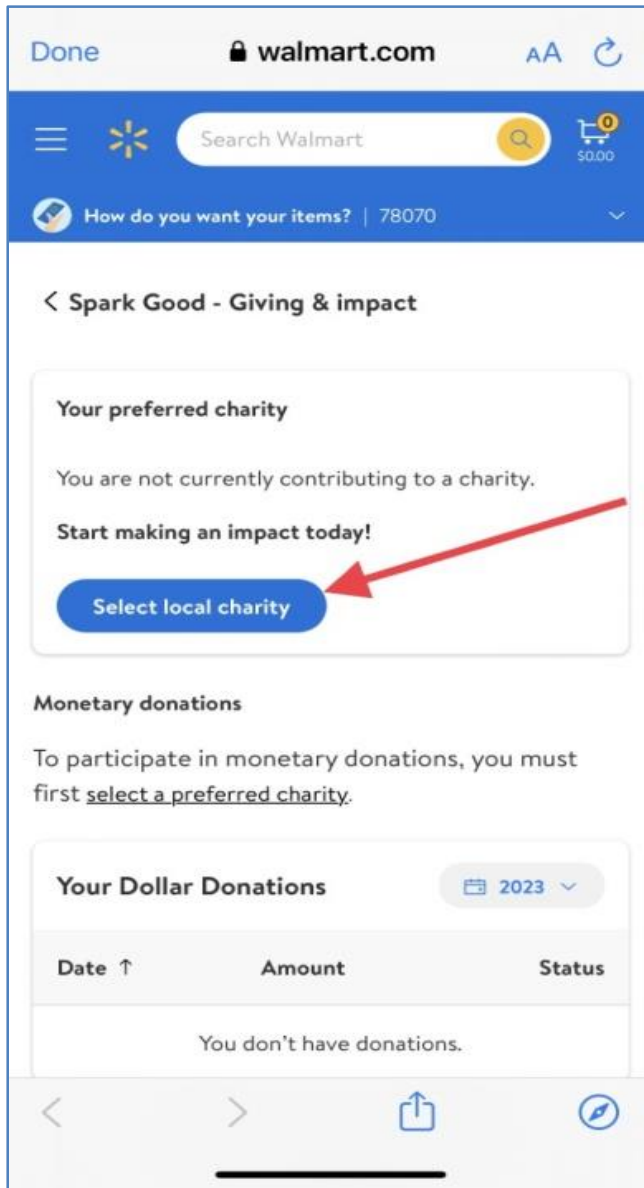 Done walmart.com AA
Search Walmart 0
$0.00
How do you want your items? | 78070
Spark Good - Giving & impact
Your preferred charity
You are not currently contributing to a charity.
Start making an impact today!
Select local charity
Monetary donations
To participate in monetary donations, you must
first select a preferred charity.
Your Dollar Donations 2023
Date ↑ Amount Status
You don't have donations.